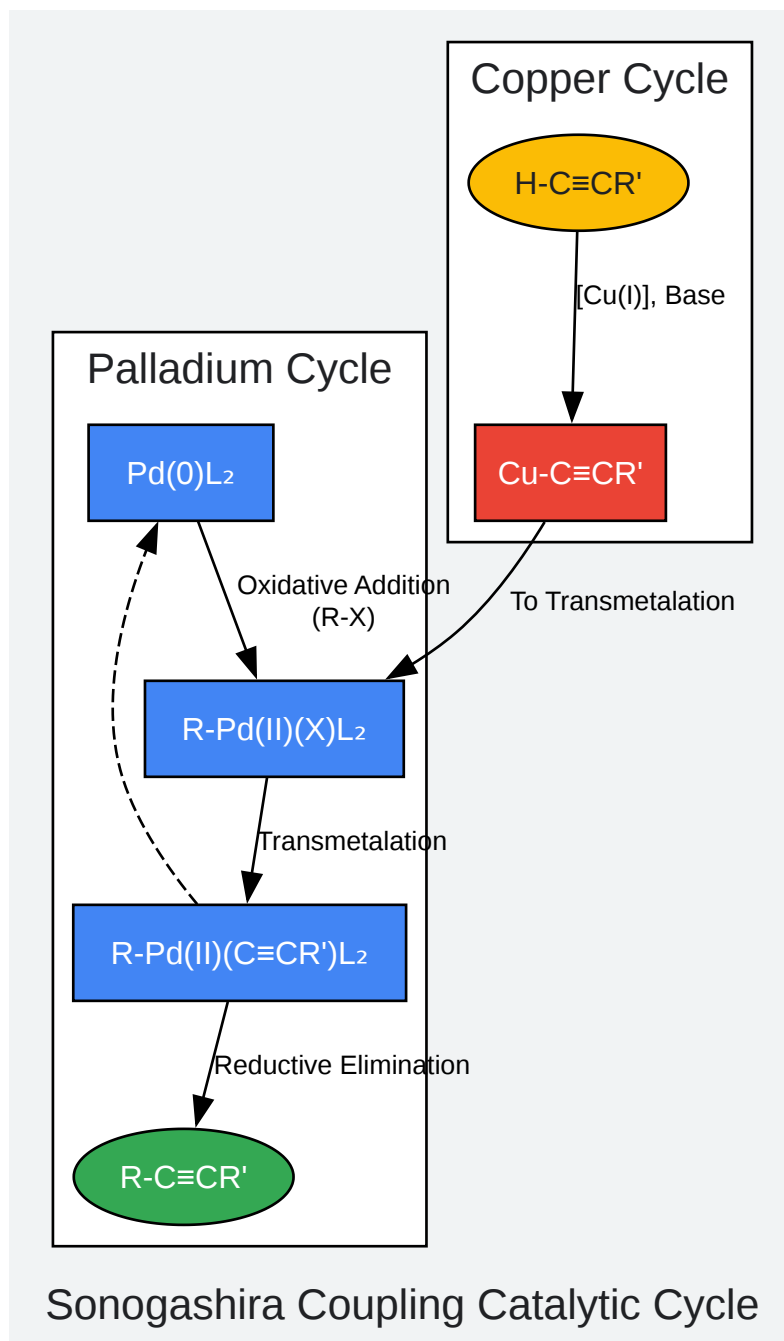 Copper Cycle
H-C≡CR'
[Cu(I)], Base
Cu-C≡CR'
To Transmetalation
Palladium Cycle
Pd(0)L₂
Oxidative Addition
(R-X)
R-Pd(II)(X)L₂
Transmetalation
R-Pd(II)(C≡CR')L₂
Reductive Elimination
R-C≡CR'
Sonogashira Coupling Catalytic Cycle